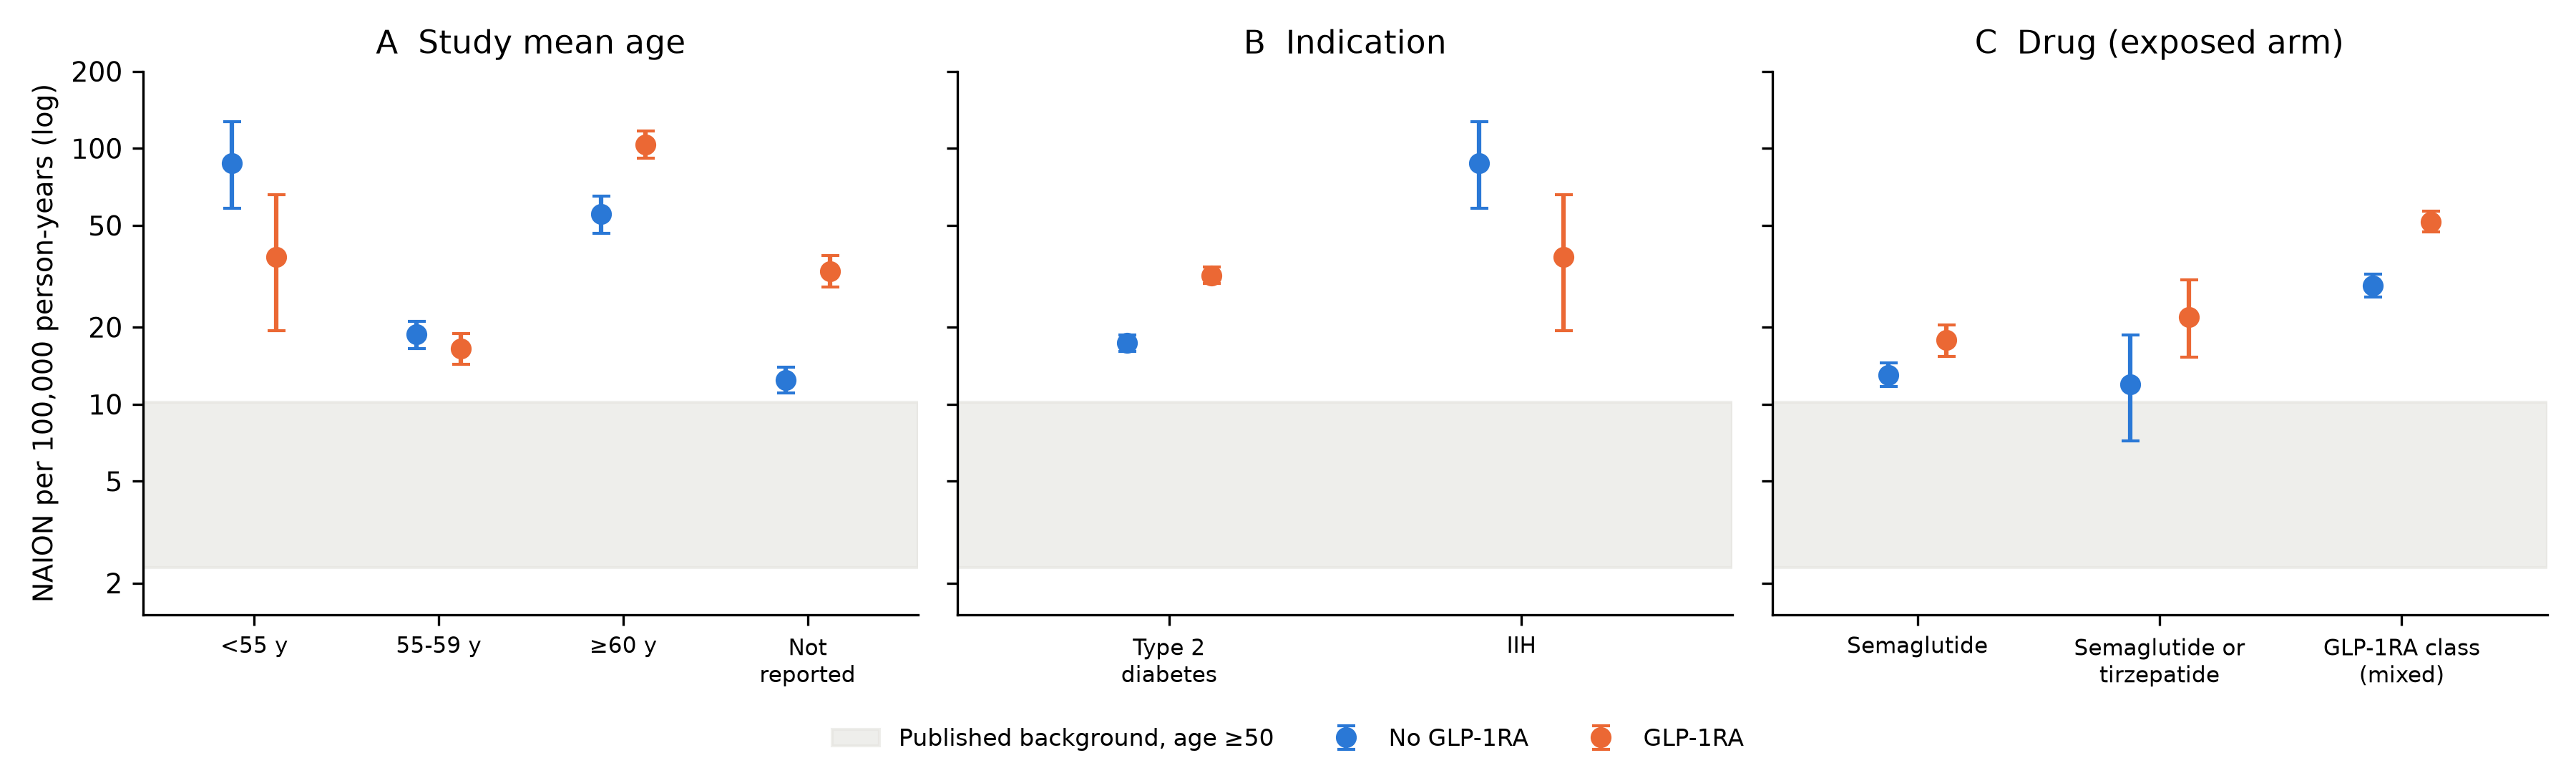 A Study mean age
B Indication
C Drug (exposed arm)
NAION per 100,000 person-years (log)
200
100
50
20
10
5
2
<55 y
55-59 y
≥60 y
Not
reported
Type 2
diabetes
IIH
Semaglutide
Semaglutide or
tirzepatide
GLP-1RA class
(mixed)
Published background, age ≥50
No GLP-1RA
GLP-1RA